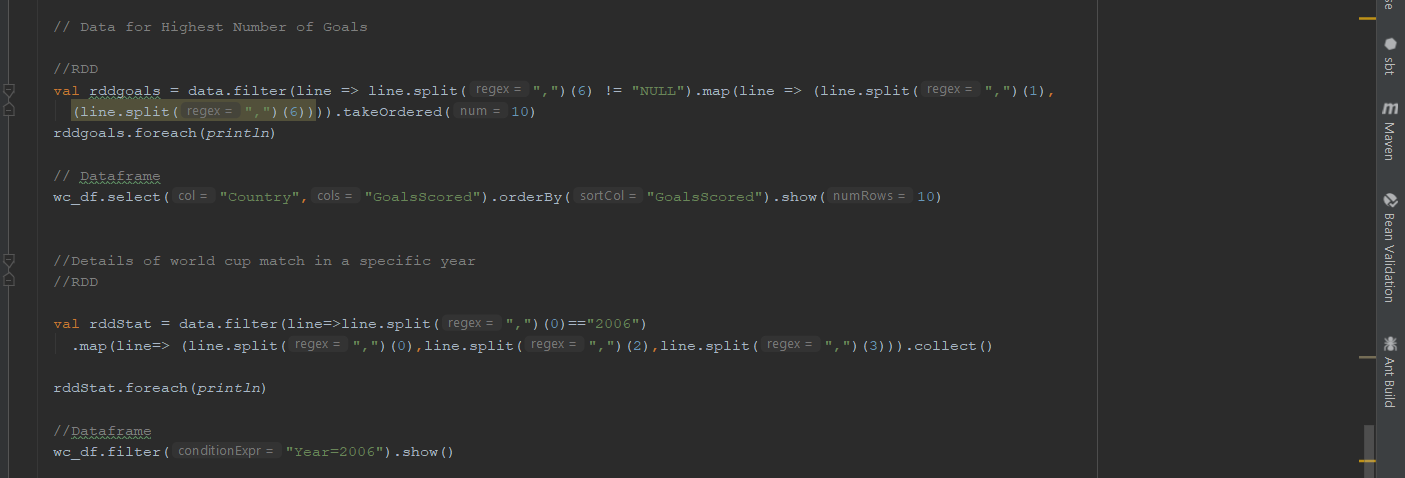 // Data for Highest Number of Goals
//RDD
val rddgoals = data.filter(line => line.split( regex = ",")(6) != "NULL").map(line => (line.split( regex = ",")(1),
(line.split( regex = ",")(6)))).takeOrdered( num = 10)
rddgoals.foreach(println)
// Dataframe
wc_df.select( col = "Country", cols = "GoalsScored").orderBy( sortCol = "GoalsScored").show( numRows = 10)
//Details of world cup match in a specific year
//RDD
val rddStat = data.filter(line=>line.split( regex = ",")(0)=="2006")
.map(line=> (line.split( regex = ",")(0),line.split( regex = ",")(2),line.split( regex = ",")(3))).collect()
rddStat.foreach(println)
//Dataframe
wc_df.filter( conditionExpr = "Year=2006").show()
sbt
m
Maven
Bean Validation
Ant Build